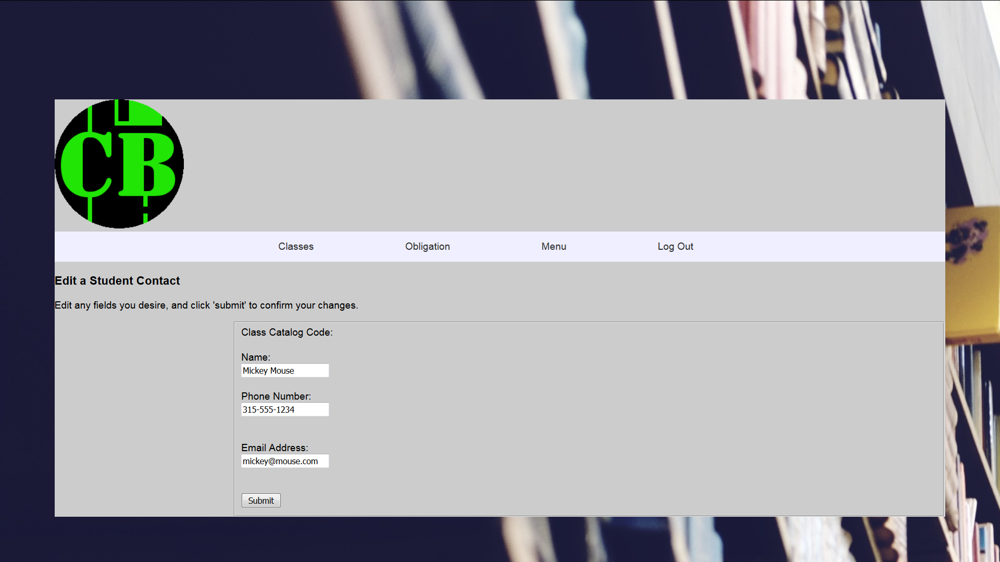 CB
Classes Obligation Menu Log Out
Edit a Student Contact
Edit any fields you desire, and click 'submit' to confirm your changes.
Class Catalog Code:
Name:
Mickey Mouse
Phone Number:
315-555-1234
Email Address:
mickey@mouse.com
Submit